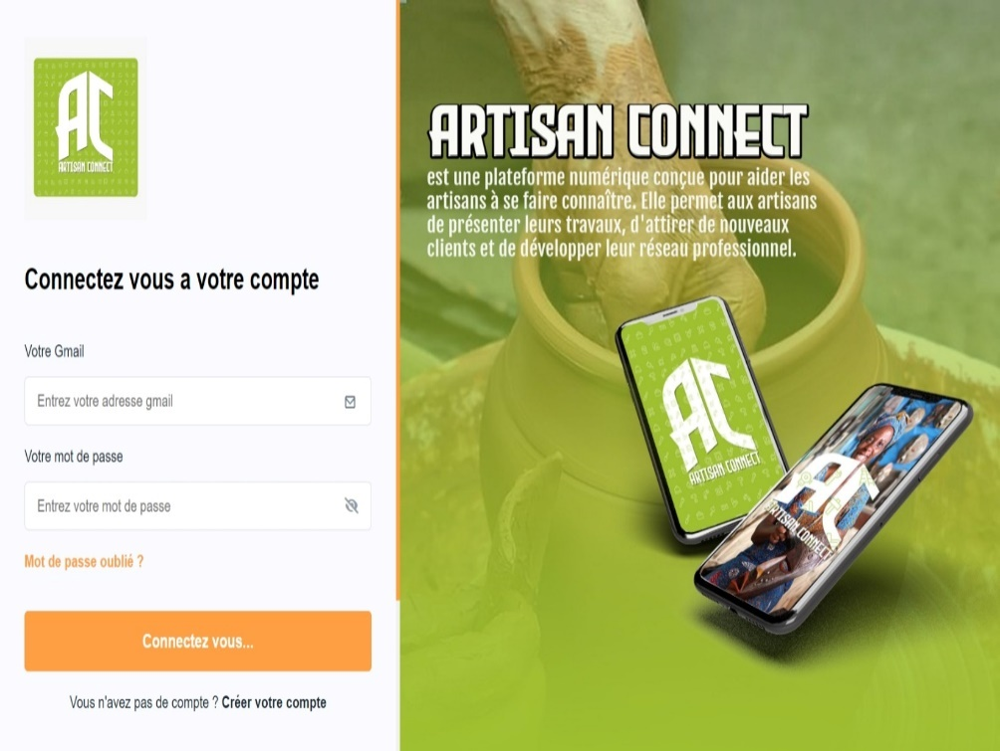 AC
ARTISAN CONNECT
Connectez vous a votre compte
Votre Gmail
Entrez votre adresse gmail
Votre mot de passe
Entrez votre mot de passe
Mot de passe oublié ?
Connectez vous...
Vous n'avez pas de compte ? Créer votre compte
ARTISAN CONNECT
est une plateforme numérique conçue pour aider les
artisans à se faire connaître. Elle permet aux artisans
de présenter leurs travaux, d'attirer de nouveaux
clients et de développer leur réseau professionnel.
AC
ARTISAN CONNECT
AC
ARTISAN CONNECT